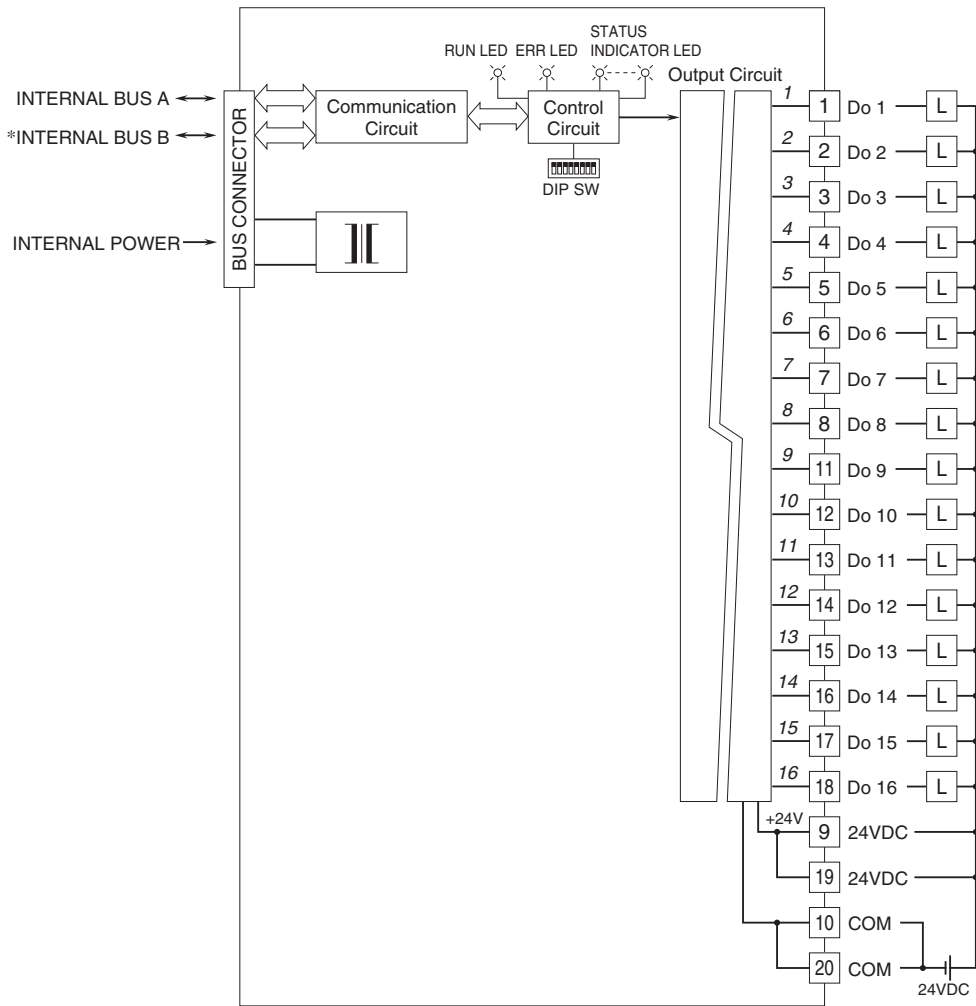 STATUS
RUN LED ERR LED INDICATOR LED
Output Circuit
INTERNAL BUS A
*INTERNAL BUS B
INTERNAL POWER
BUS CONNECTOR
Communication
Circuit
Control
Circuit
DIP SW
1 1 Do 1 L
2 2 Do 2 L
3 3 Do 3 L
4 4 Do 4 L
5 5 Do 5 L
6 6 Do 6 L
7 7 Do 7 L
8 8 Do 8 L
9 11 Do 9 L
10 12 Do 10 L
11 13 Do 11 L
12 14 Do 12 L
13 15 Do 13 L
14 16 Do 14 L
15 17 Do 15 L
16 18 Do 16 L
+24V 9 24VDC
19 24VDC
10 COM
20 COM
24VDC